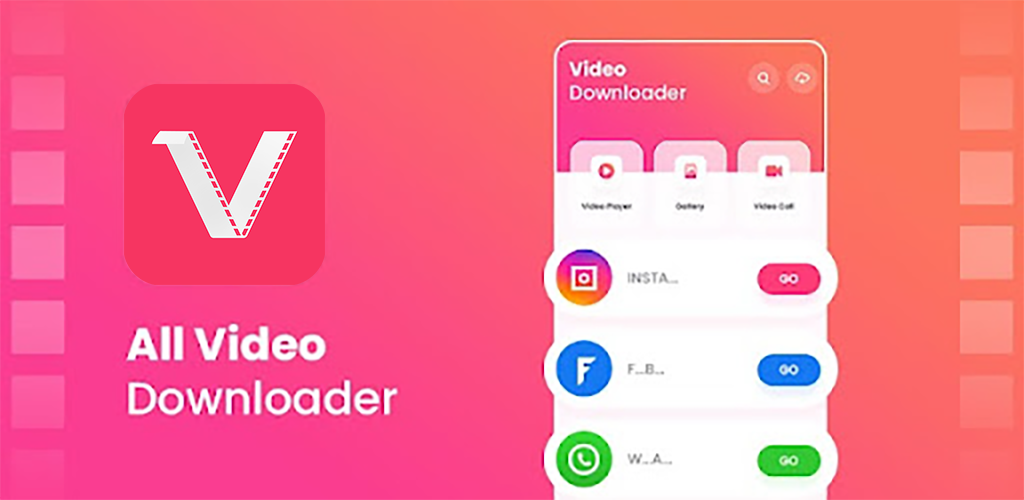 All Video
Downloader
Video
Downloader
Video Player
Gallery
Video Call
INSTA...
GO
F...B...
GO
W...A...
GO